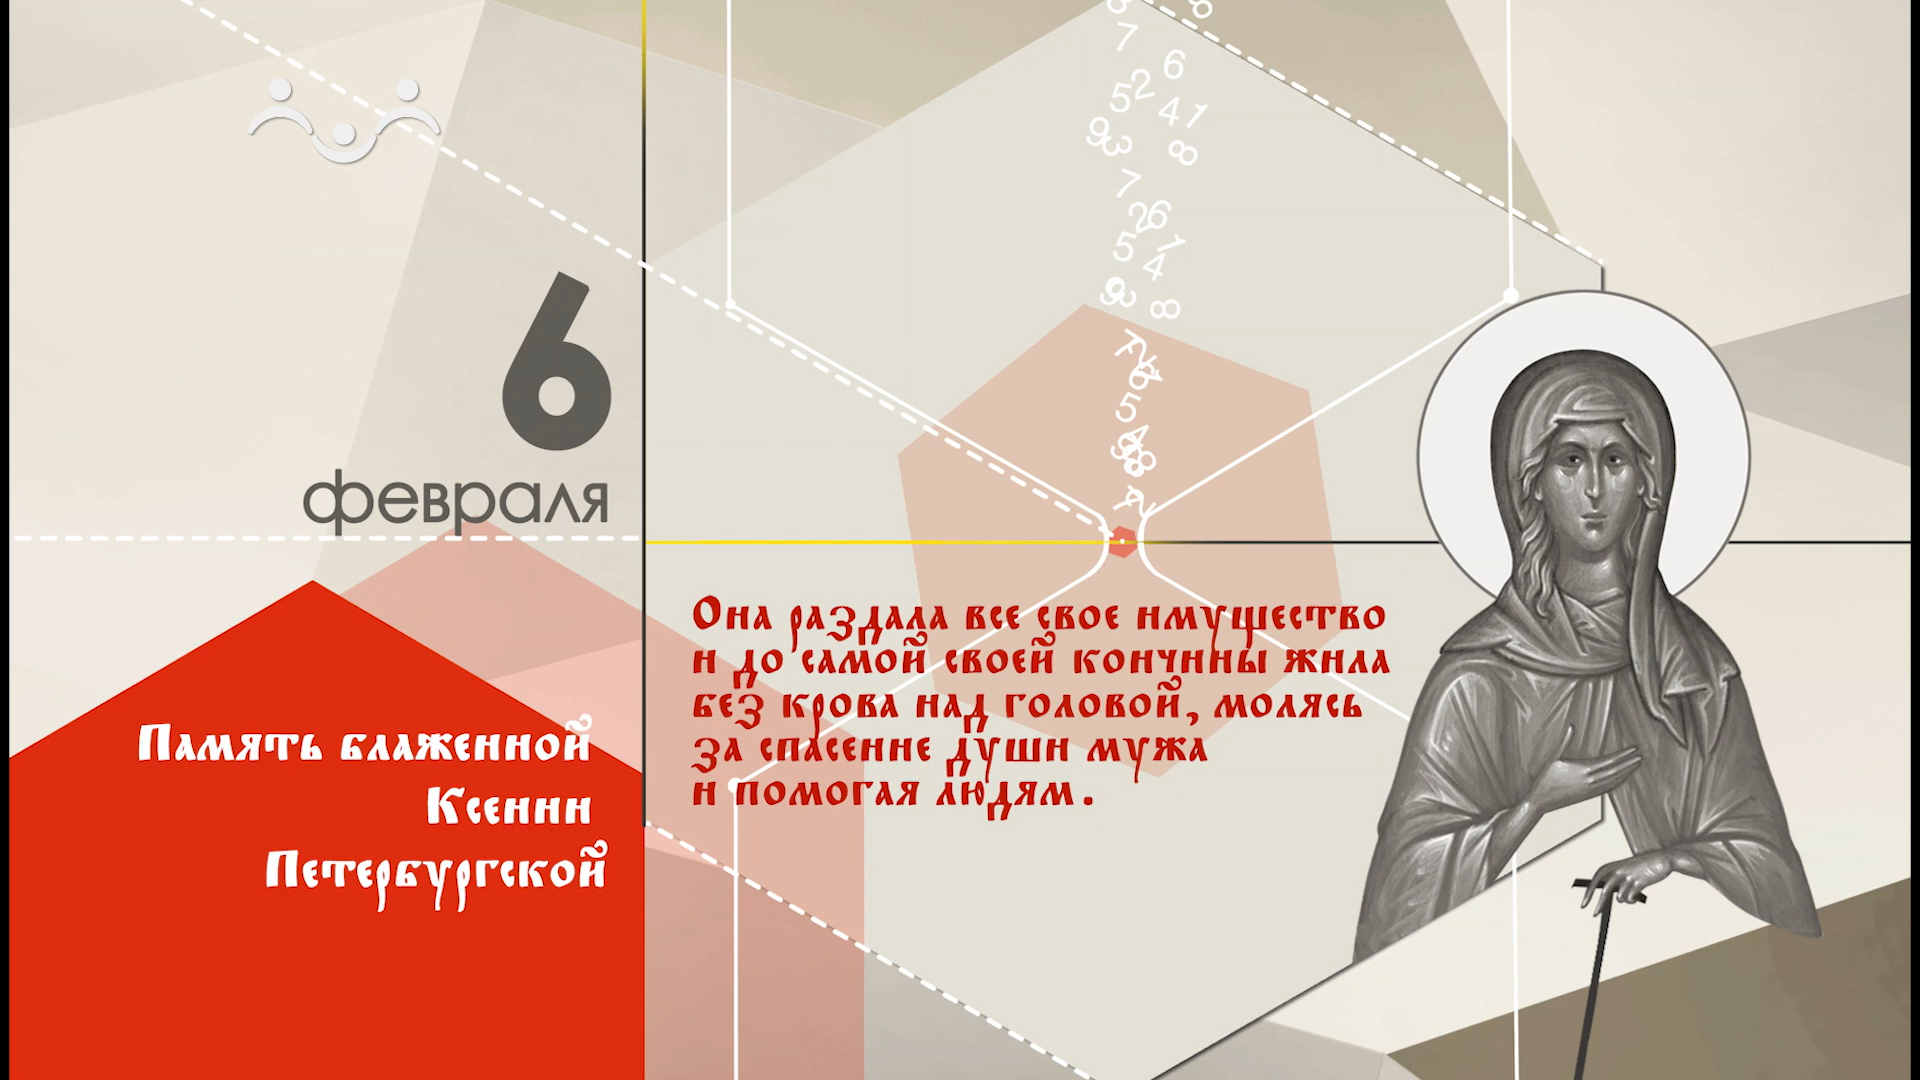 6
февраля
Память блаженной
Ксении
Петербургской
Она раздала все свое имущество
и до самой своей кончины жила
без крова над головой, молясь
за спасение души мужа
и помогая людям.